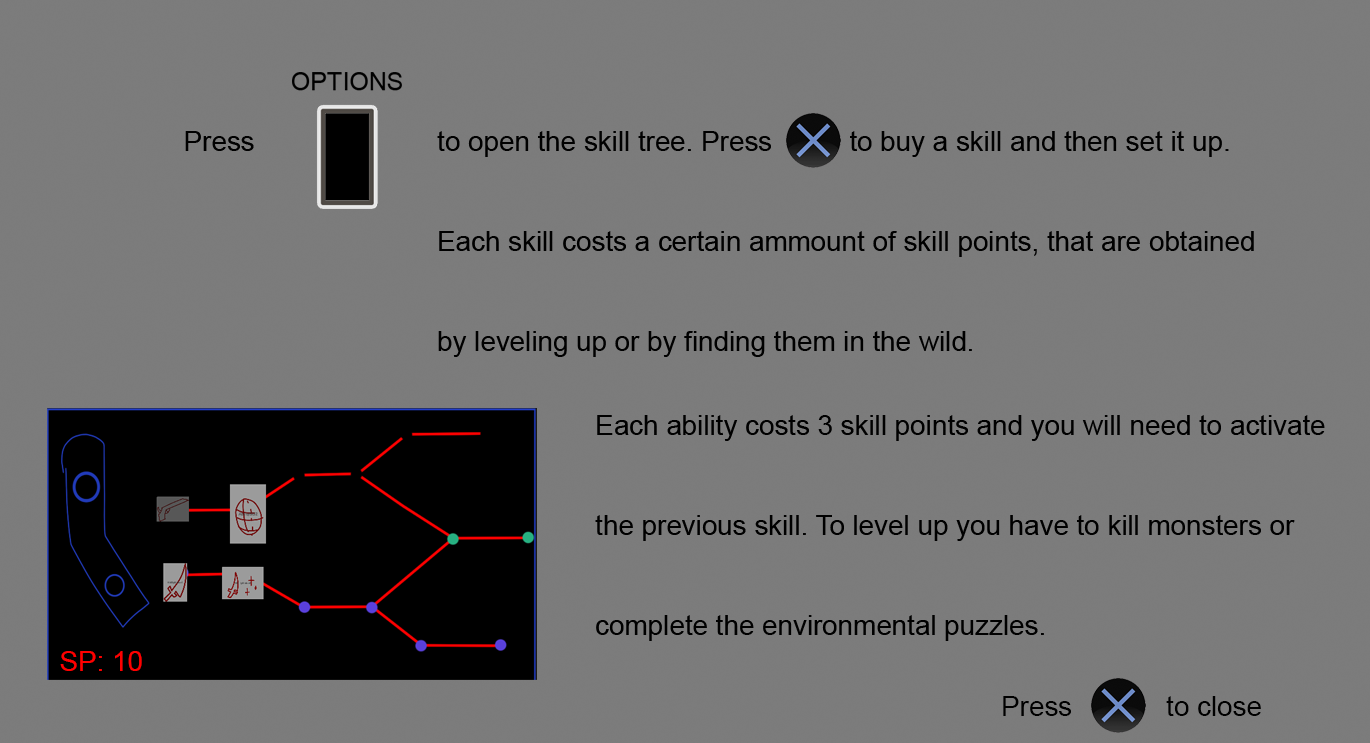 OPTIONS
Press to open the skill tree. Press to buy a skill and then set it up.
Each skill costs a certain ammount of skill points, that are obtained
by leveling up or by finding them in the wild.
Each ability costs 3 skill points and you will need to activate
the previous skill. To level up you have to kill monsters or
complete the environmental puzzles.
SP: 10
Press to close